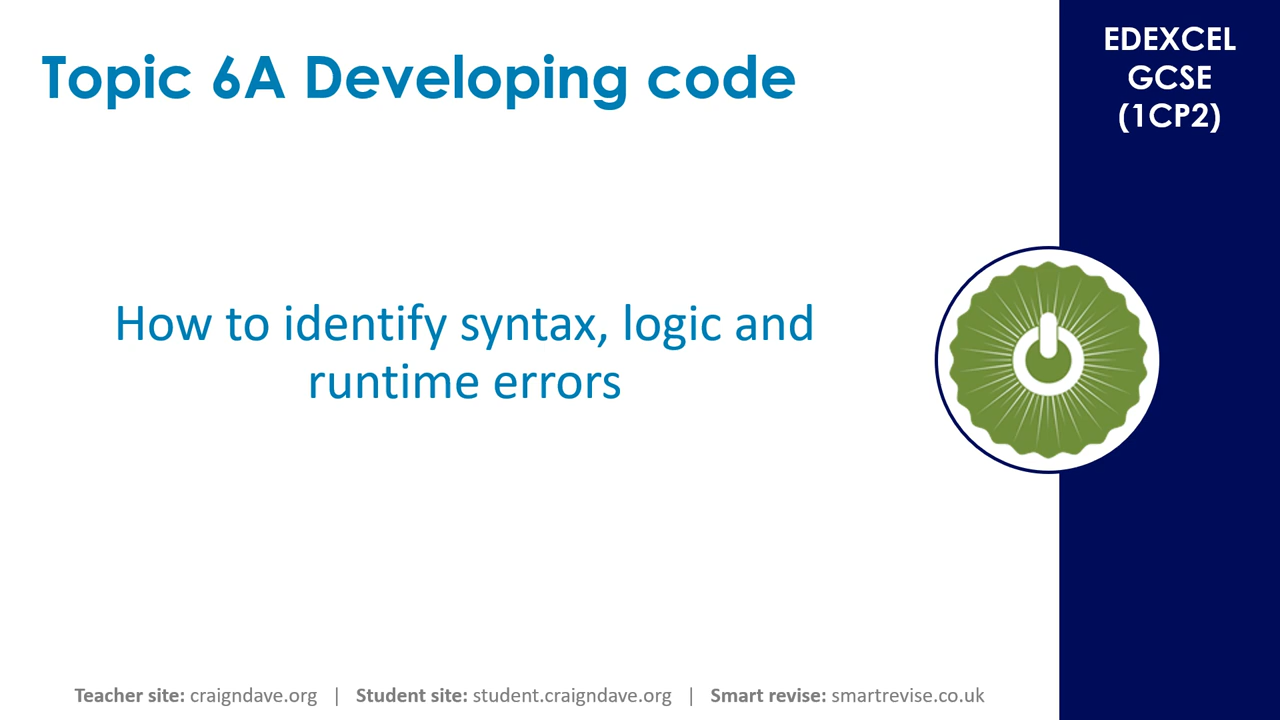 Topic 6A Developing code
EDEXCEL
GCSE
(1CP2)
How to identify syntax, logic and
runtime errors
Teacher site: craigndave.org | Student site: student.craigndave.org | Smart revise: smartrevise.co.uk